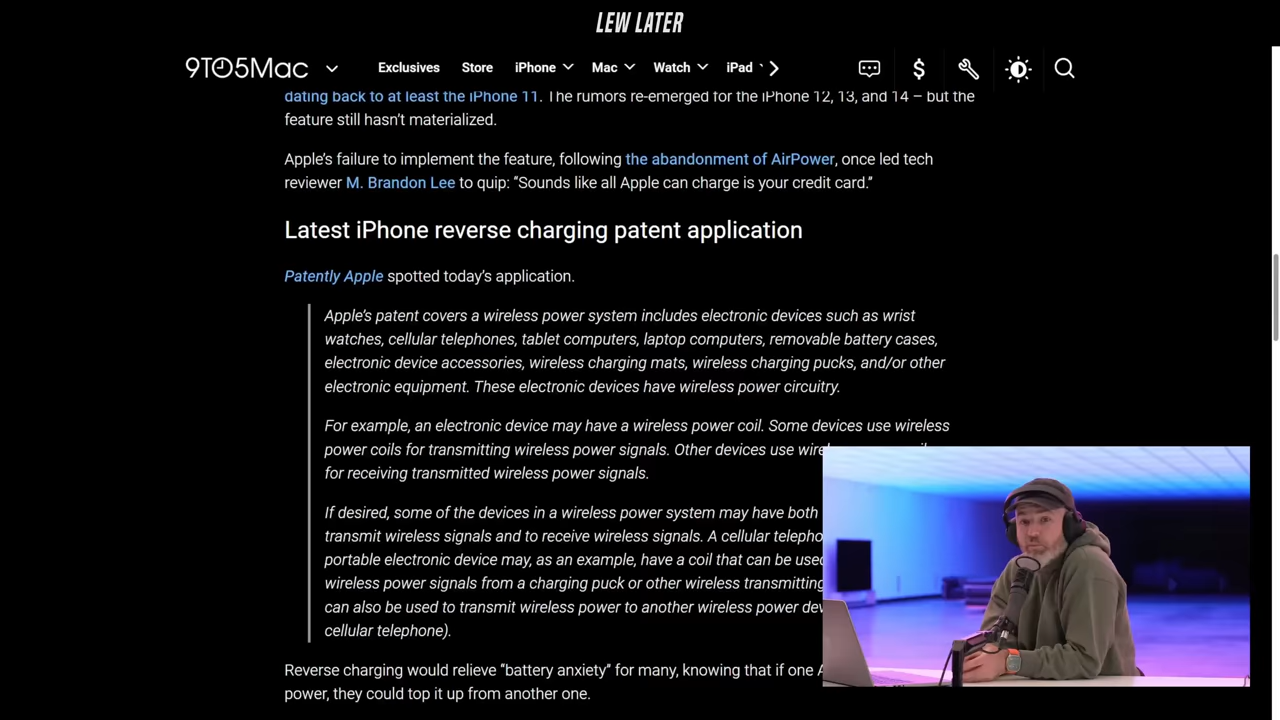 LEW LATER
9TO5Mac
Exclusives Store iPhone Mac Watch iPad
dating back to at least the iPhone 11. The rumors re-emerged for the iPhone 12, 13, and 14 – but the
feature still hasn't materialized.
Apple's failure to implement the feature, following the abandonment of AirPower, once led tech
reviewer M. Brandon Lee to quip: “Sounds like all Apple can charge is your credit card.”
Latest iPhone reverse charging patent application
Patently Apple spotted today's application.
Apple's patent covers a wireless power system includes electronic devices such as wrist
watches, cellular telephones, tablet computers, laptop computers, removable battery cases,
electronic device accessories, wireless charging mats, wireless charging pucks, and/or other
electronic equipment. These electronic devices have wireless power circuitry.
For example, an electronic device may have a wireless power coil. Some devices use wireless
power coils for transmitting wireless power signals. Other devices use
for receiving transmitted wireless power signals.
If desired, some of the devices in a wireless power system may have both
transmit wireless signals and to receive wireless signals. A cellular
portable electronic device may, as an example, have a coil that can be used
wireless power signals from a charging puck or other wireless transmitting
can also be used to transmit wireless power to another wireless power
cellular telephone).
Reverse charging would relieve “battery anxiety” for many, knowing that if one
power, they could top it up from another one.